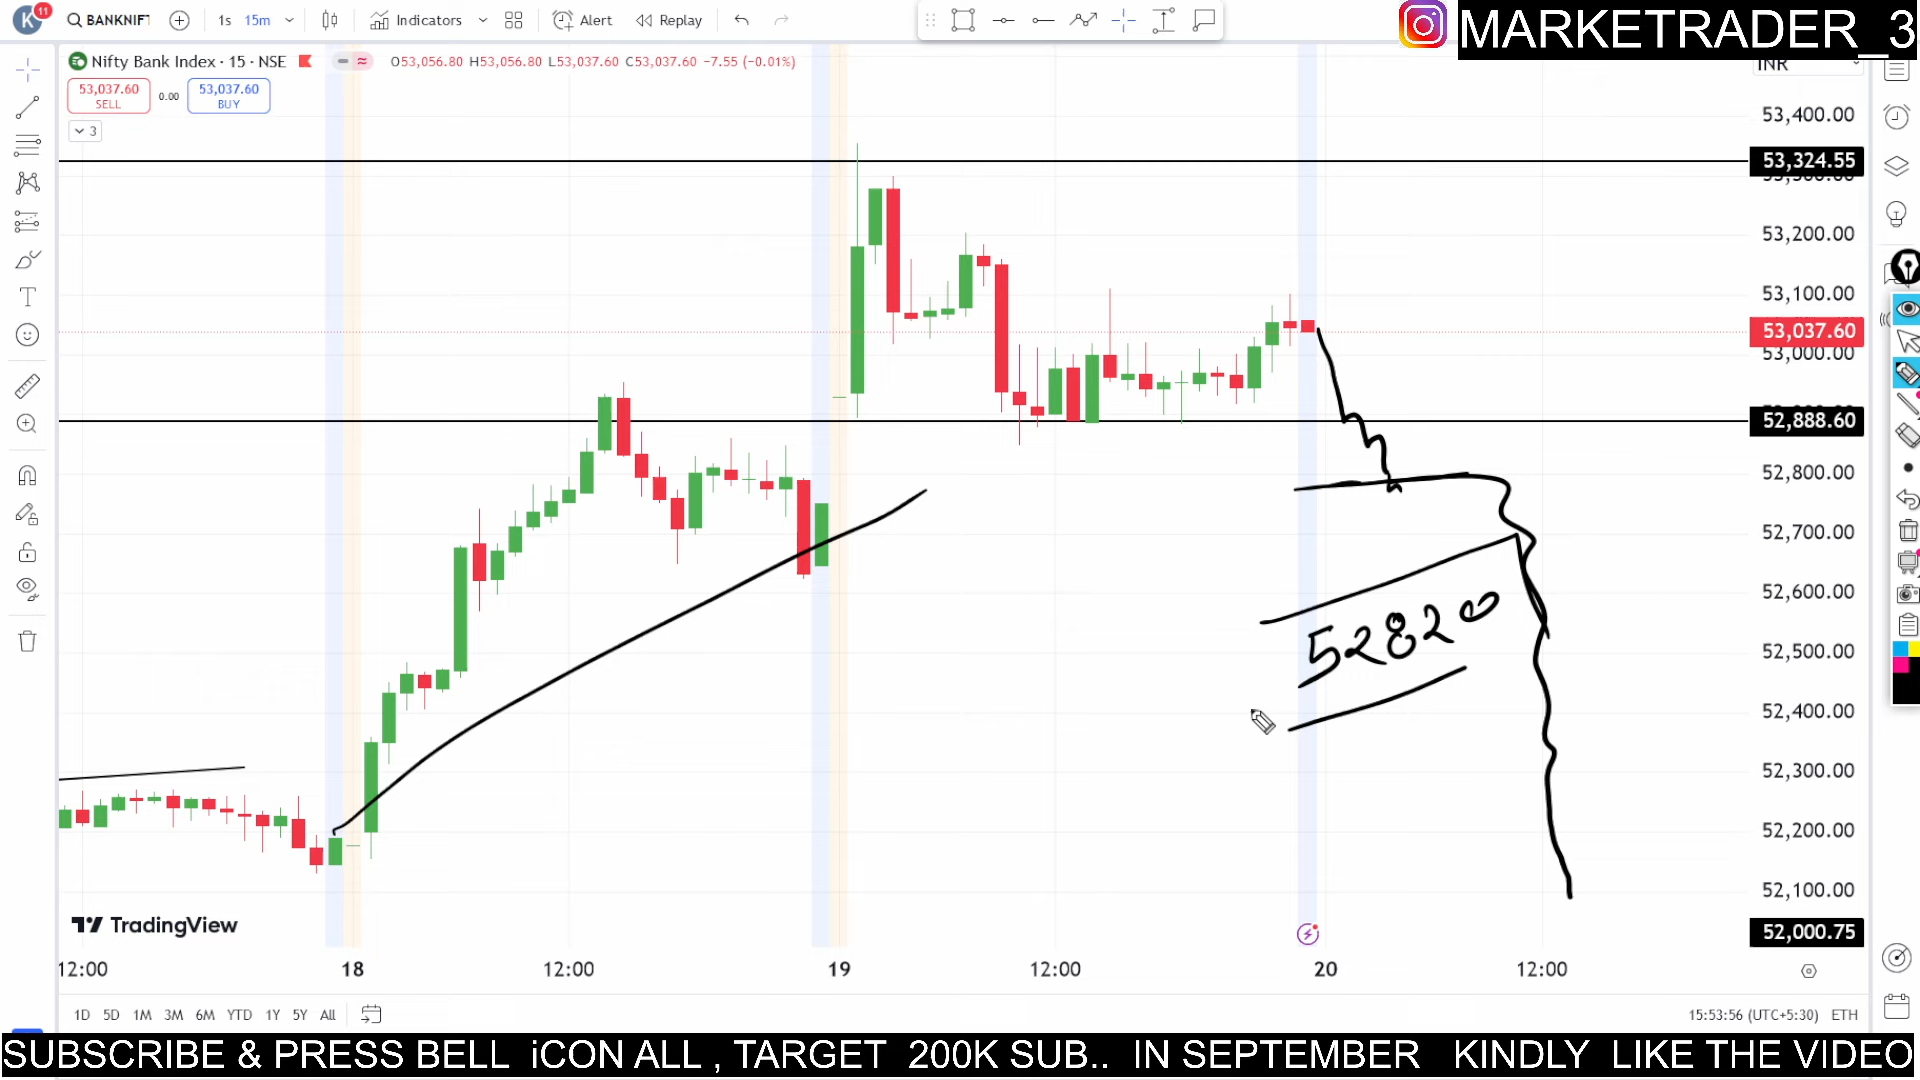 K 11 BANKNIFT 1s 15m Indicators Alert Replay
MARKETRADER_3
Nifty Bank Index · 15 · NSE O53,056.80 H53,056.80 L53,037.60 C53,037.60 −7.55 (−0.01%)
INR
53,037.60 SELL 0.00 53,037.60 BUY
3
53,400.00
53,324.55
53,200.00
53,100.00
53,037.60
53,000.00
52,888.60
52,800.00
52,700.00
52,600.00
52,500.00
52,400.00
52,300.00
52,200.00
52,100.00
52,000.75
528200
TradingView
12:00 18 12:00 19 12:00 20 12:00
1D 5D 1M 3M 6M YTD 1Y 5Y All 15:53:56 (UTC+5:30) ETH
SUBSCRIBE & PRESS BELL iCON ALL , TARGET 200K SUB.. IN SEPTEMBER KINDLY LIKE THE VIDEO